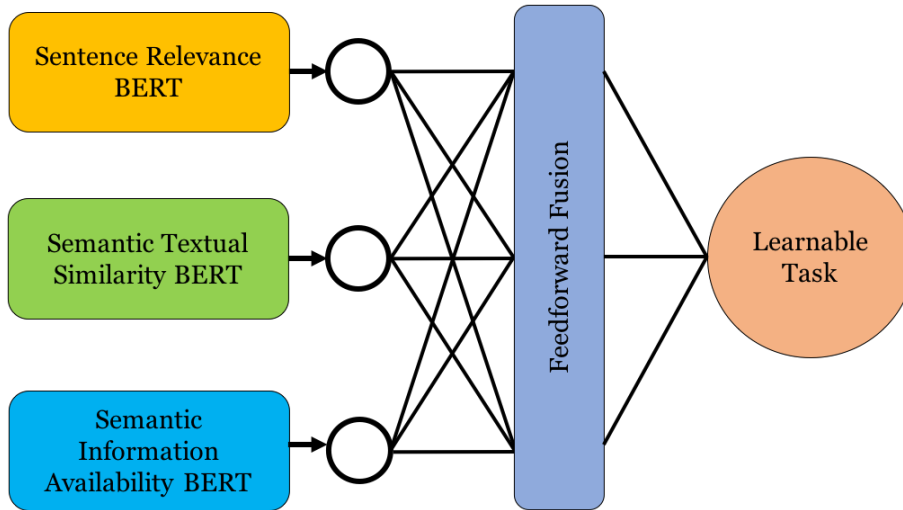 Sentence Relevance
BERT
Semantic Textual
Similarity BERT
Semantic
Information
Availability BERT
Feedforward Fusion
Learnable
Task